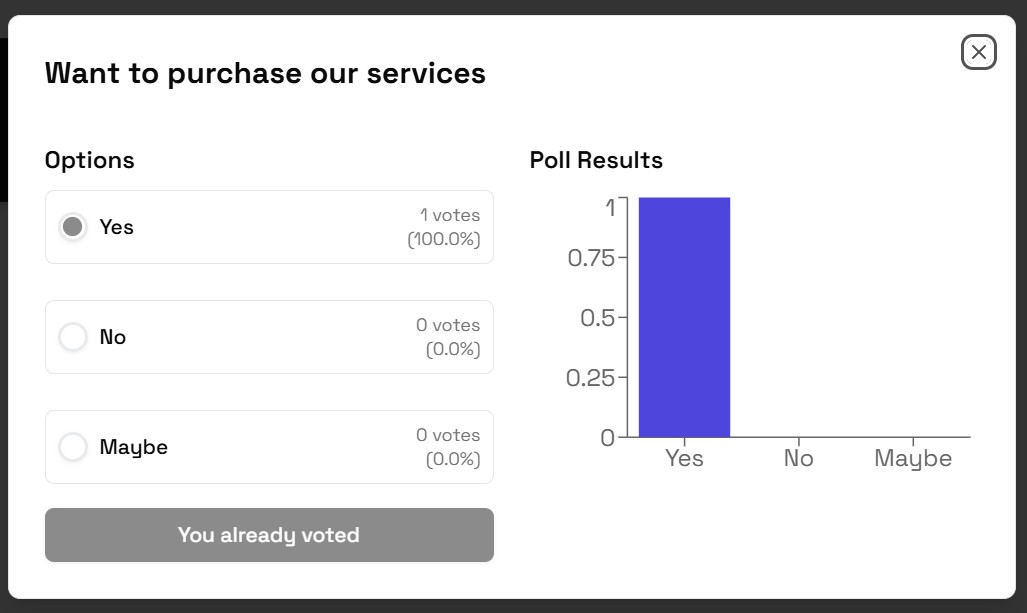 Want to purchase our services
Options
Yes
1 votes
(100.0%)
No
0 votes
(0.0%)
Maybe
0 votes
(0.0%)
You already voted
Poll Results
1
0.75
0.5
0.25
0
Yes No Maybe